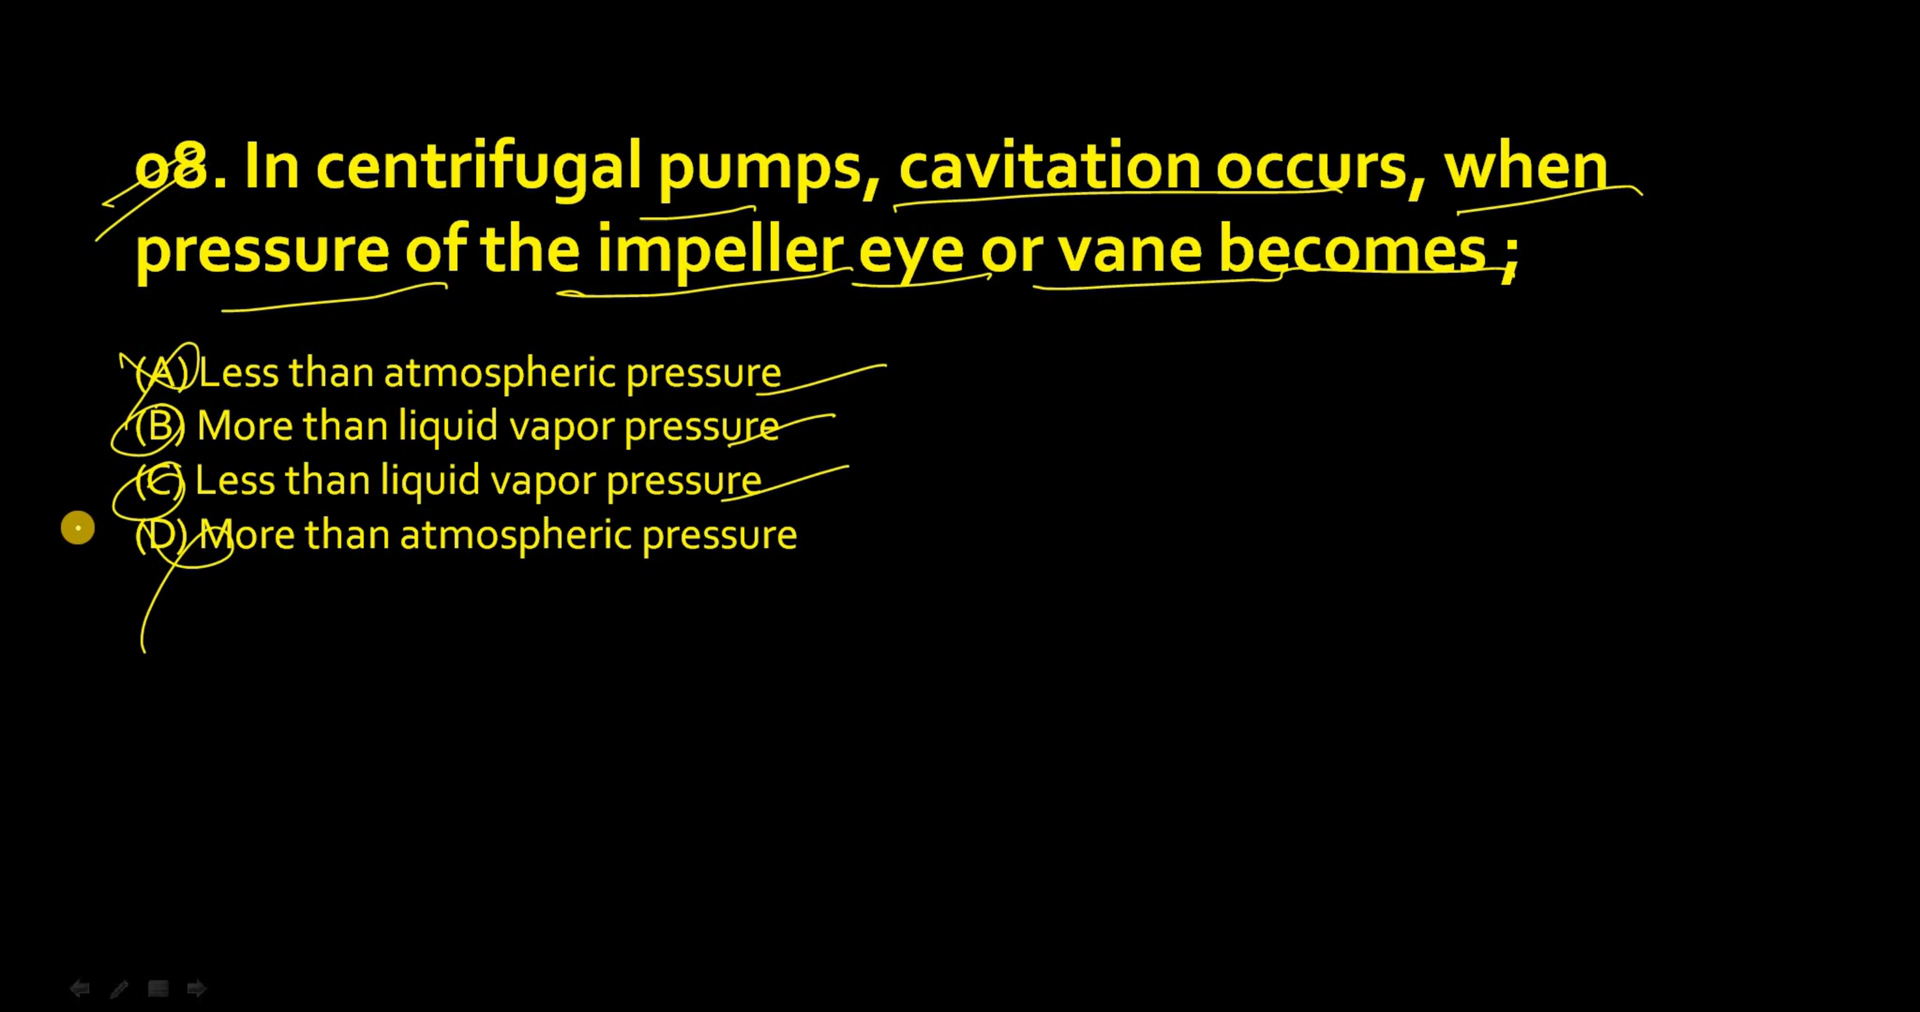 08. In centrifugal pumps, cavitation occurs, when
pressure of the impeller eye or vane becomes ;
(A) Less than atmospheric pressure
(B) More than liquid vapor pressure
(C) Less than liquid vapor pressure
(D) More than atmospheric pressure